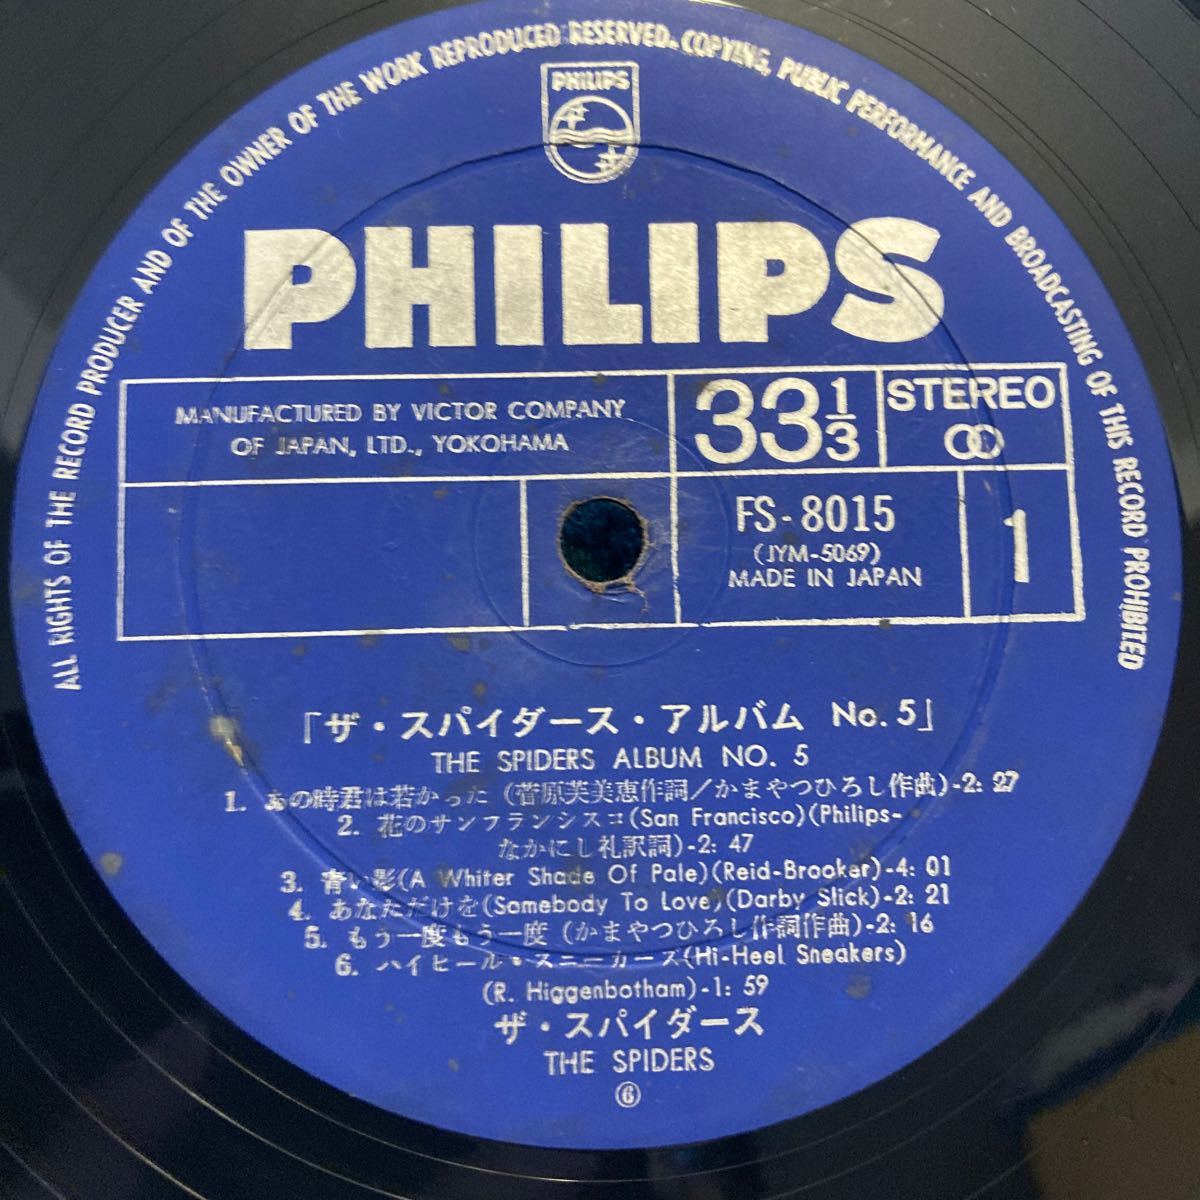 ALL RIGHTS OF THE RECORD PRODUCER AND OF THE OWNER OF THE WORK REPRODUCED RESERVED. COPYING, PUBLIC PERFORMANCE AND BROADCASTING OF THIS RECORD PROHIBITED
PHILIPS
PHILIPS
MANUFACTURED BY VICTOR COMPANY
OF JAPAN, LTD., YOKOHAMA
33 1/3
STEREO
FS-8015
(JYM-5069)
MADE IN JAPAN
1
「ザ・スパイダース・アルバム No. 5」
THE SPIDERS ALBUM NO. 5
1. あの時君は若かった (菅原芙美恵作詞/かまやつひろし作曲)-2: 27
2. 花のサンフランシスコ(San Francisco)(Philips-
なかにし礼訳詞)-2: 47
3. 青い影(A Whiter Shade Of Pale)(Reid-Brooker)-4: 01
4. あなただけを(Somebody To Love)(Darby Slick)-2: 21
5. もう一度もう一度 (かまやつひろし作詞作曲)-2: 16
6. ハイヒール・スニーカーズ(Hi-Heel Sneakers)
(R. Higgenbotham)-1: 59
ザ・スパイダース
THE SPIDERS
⑥